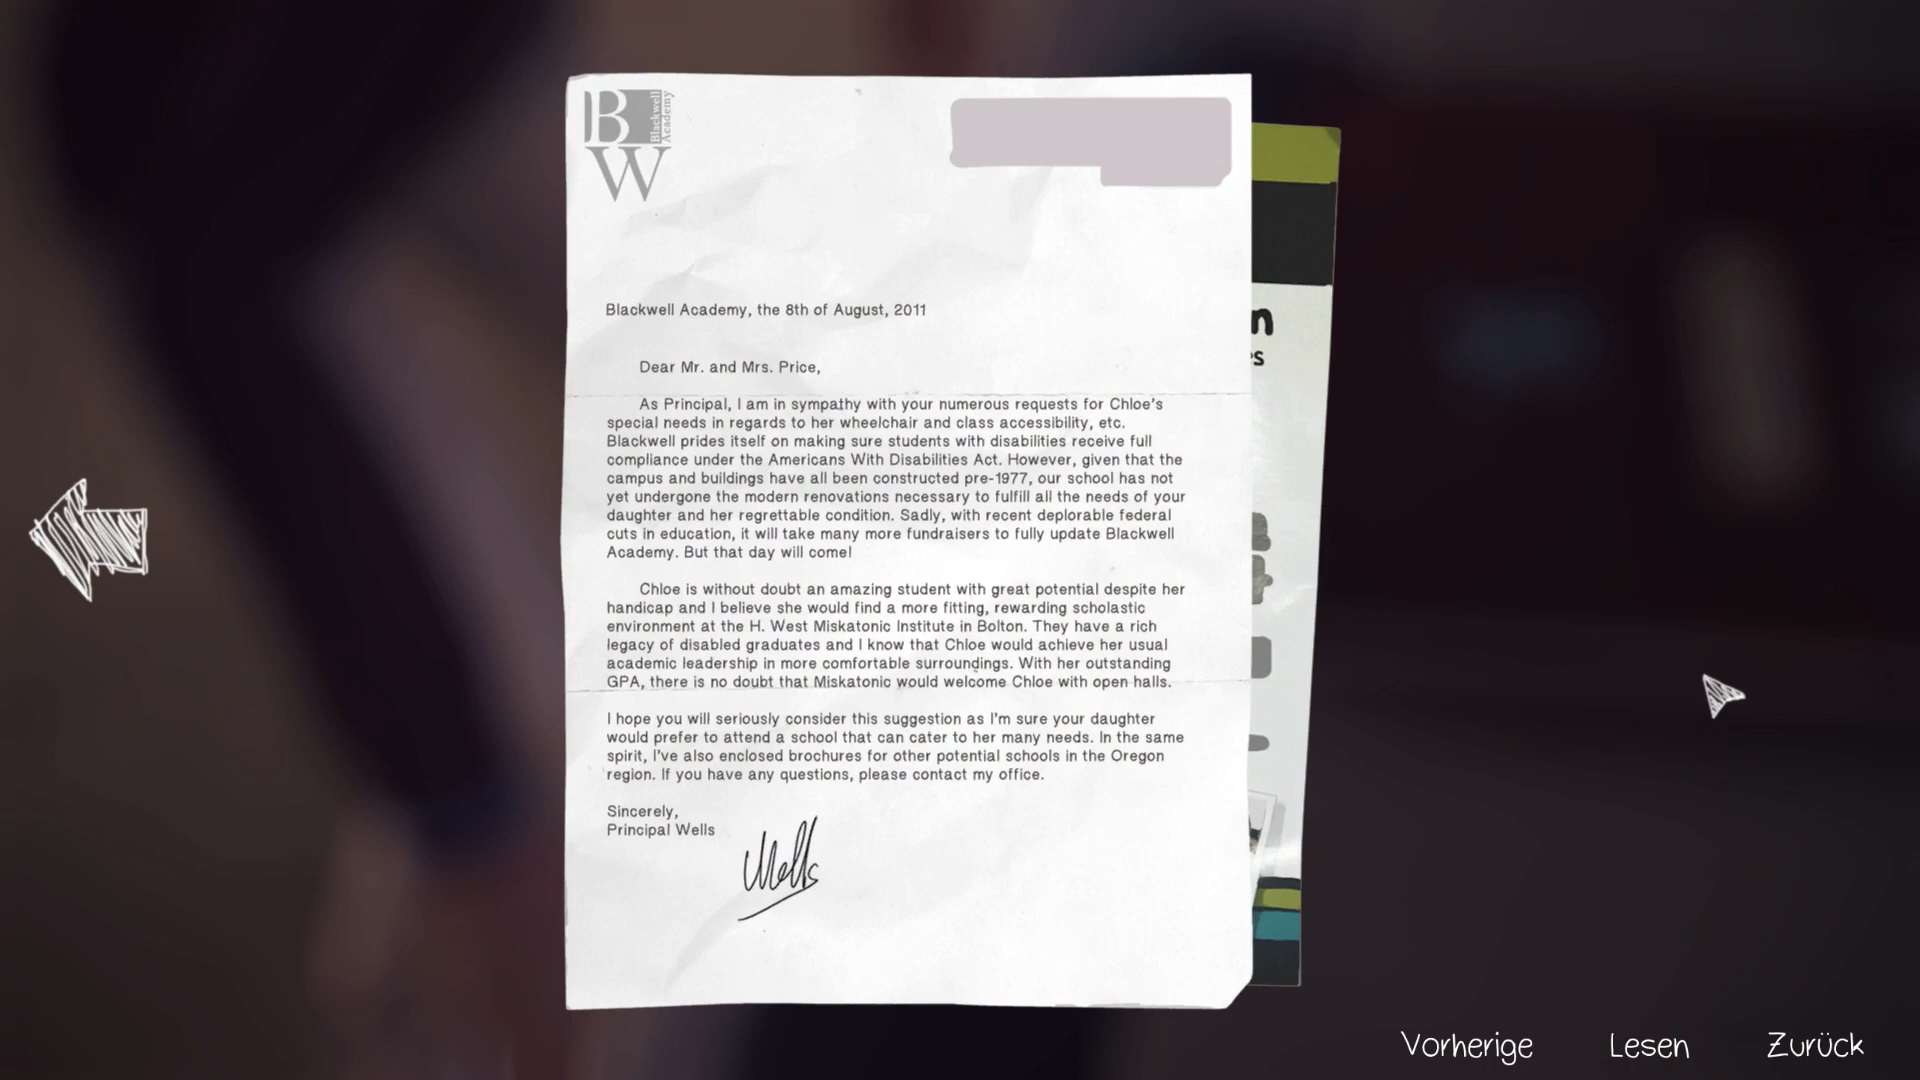 B
Blackwell
Academy
W
Blackwell Academy, the 8th of August, 2011
Dear Mr. and Mrs. Price,
As Principal, I am in sympathy with your numerous requests for Chloe's
special needs in regards to her wheelchair and class accessibility, etc.
Blackwell prides itself on making sure students with disabilities receive full
compliance under the Americans With Disabilities Act. However, given that the
campus and buildings have all been constructed pre-1977, our school has not
yet undergone the modern renovations necessary to fulfill all the needs of your
daughter and her regrettable condition. Sadly, with recent deplorable federal
cuts in education, it will take many more fundraisers to fully update Blackwell
Academy. But that day will come!
Chloe is without doubt an amazing student with great potential despite her
handicap and I believe she would find a more fitting, rewarding scholastic
environment at the H. West Miskatonic Institute in Bolton. They have a rich
legacy of disabled graduates and I know that Chloe would achieve her usual
academic leadership in more comfortable surroundings. With her outstanding
GPA, there is no doubt that Miskatonic would welcome Chloe with open halls.
I hope you will seriously consider this suggestion as I'm sure your daughter
would prefer to attend a school that can cater to her many needs. In the same
spirit, I've also enclosed brochures for other potential schools in the Oregon
region. If you have any questions, please contact my office.
Sincerely,
Principal Wells
Wells
Vorherige Lesen Zurück